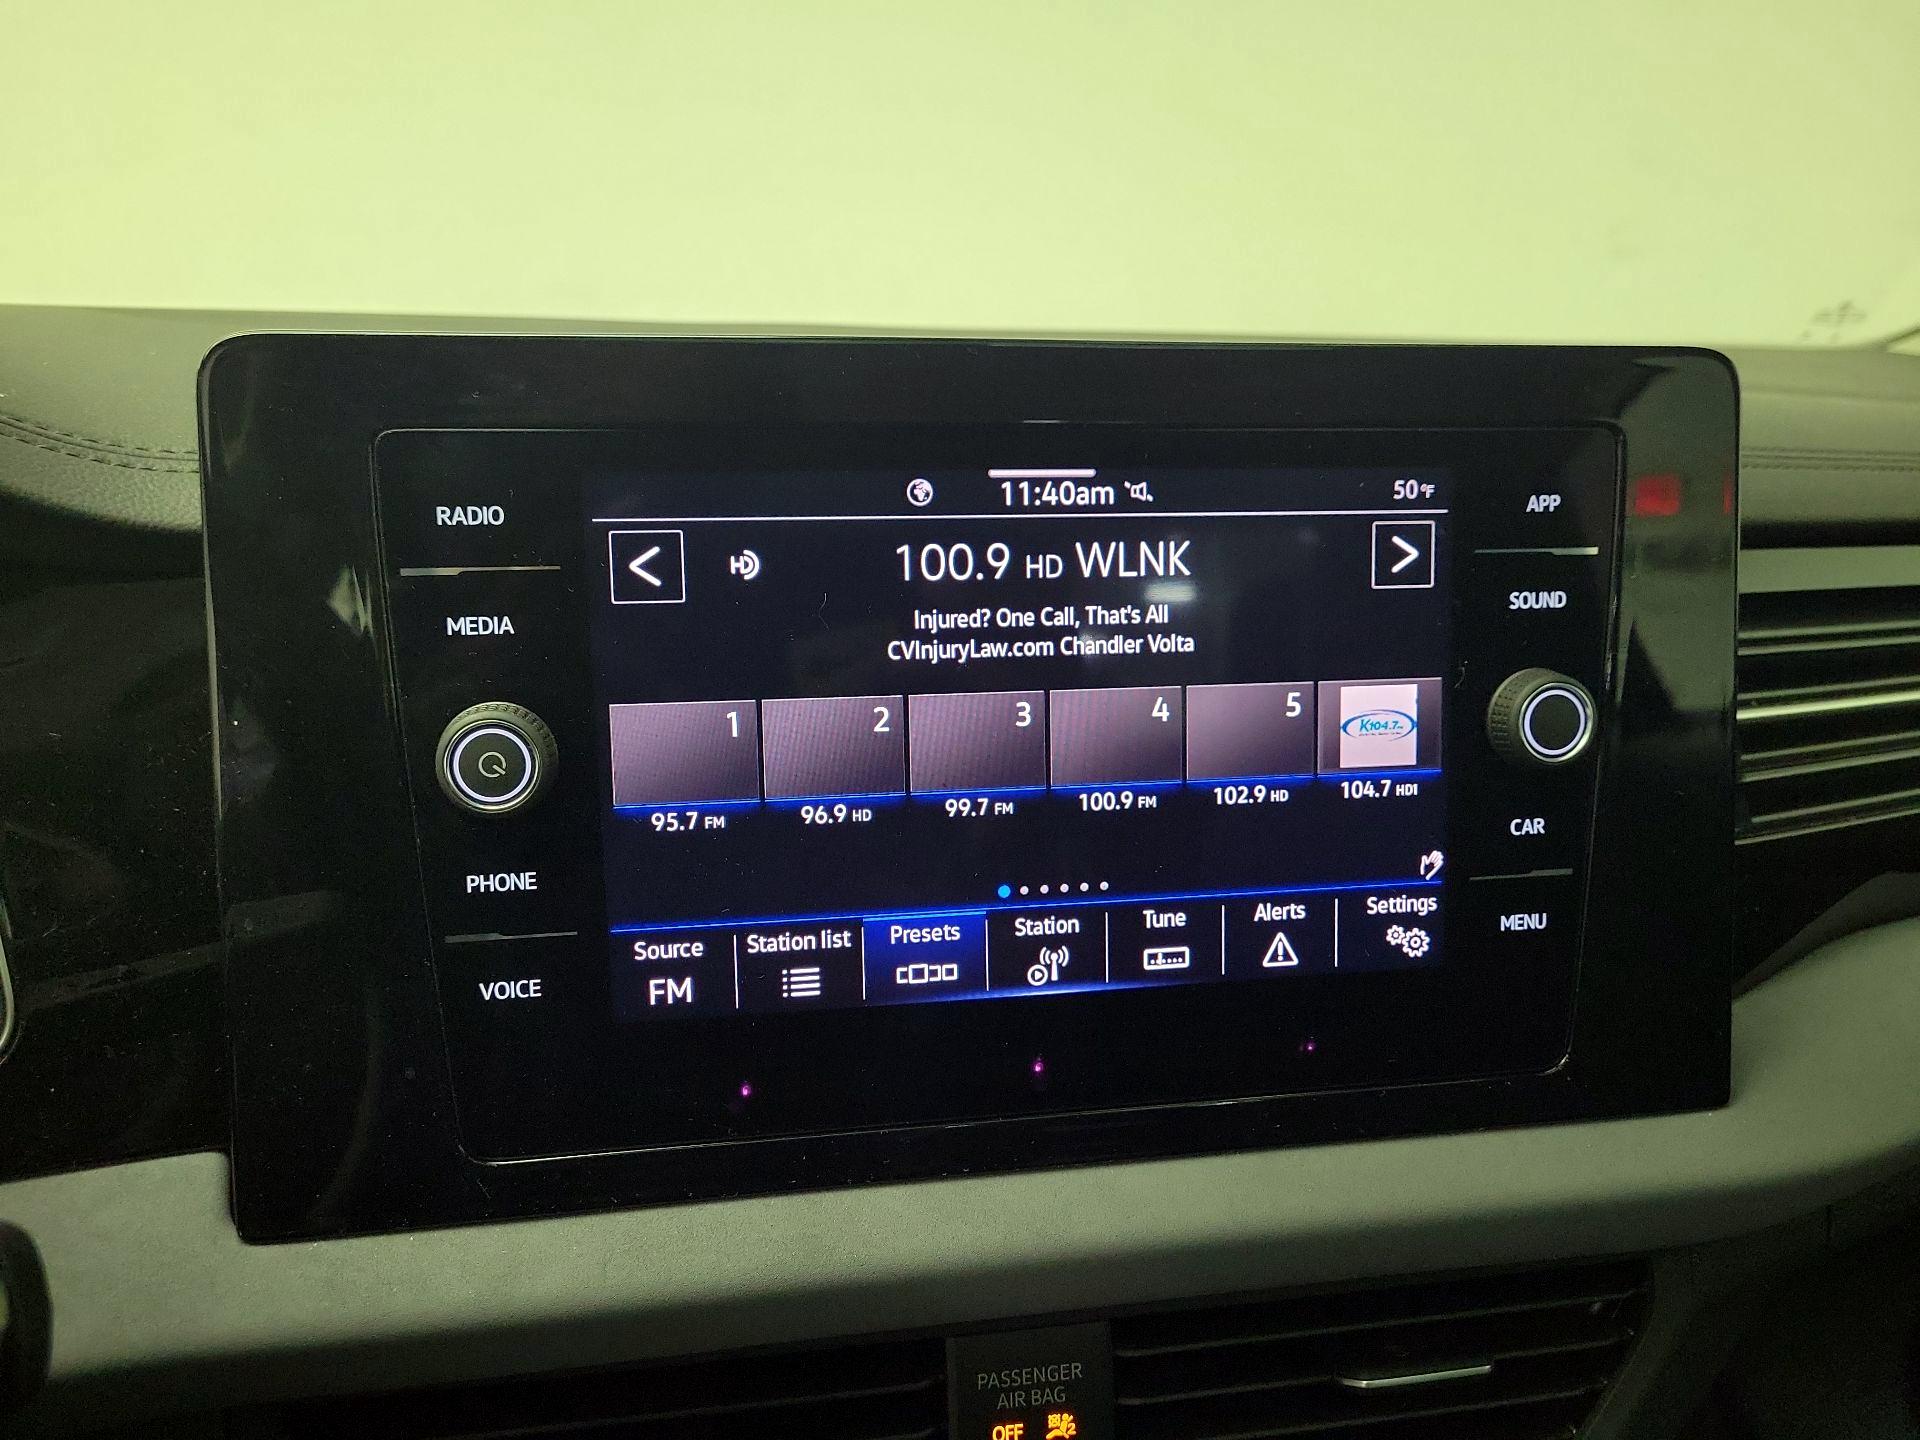 11:40am
50°F
RADIO
APP
100.9 HD WLNK
MEDIA
SOUND
Injured? One Call, That's All
CVInjuryLaw.com Chandler Volta
1 2 3 4 5
K104.7
95.7 FM 96.9 HD 99.7 FM 100.9 FM 102.9 HD 104.7 HD1
PHONE
CAR
VOICE
MENU
Source Station list Presets Station Tune Alerts Settings
FM
PASSENGER
AIR BAG
OFF